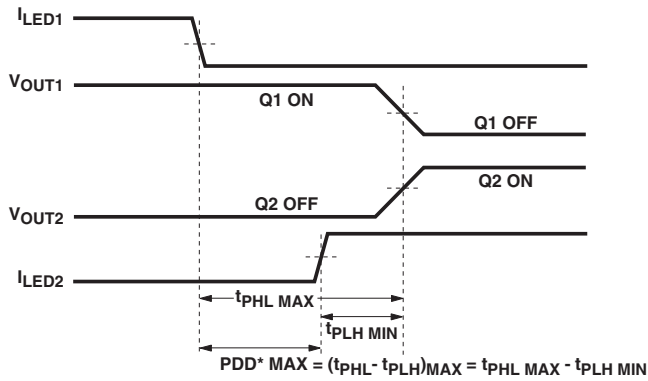 ILED1
VOUT1
Q1 ON
Q1 OFF
Q2 ON
Q2 OFF
VOUT2
ILED2
tPHL MAX
tPLH MIN
PDD* MAX = (tPHL- tPLH)MAX = tPHL MAX - tPLH MIN